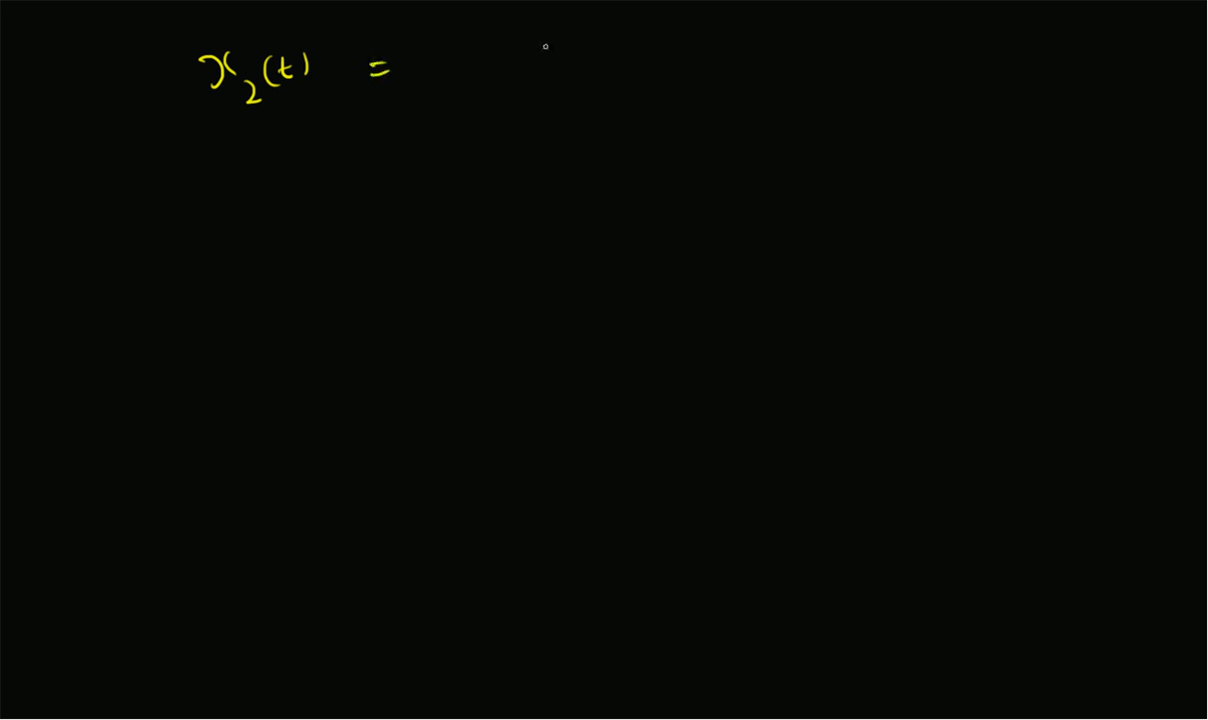 x₂(t) =